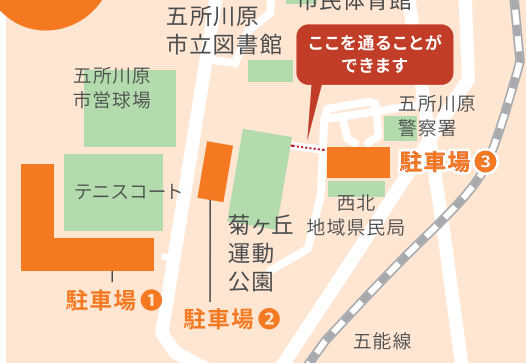 市民体育館
五所川原
市立図書館
ここを通ることが
できます
五所川原
市営球場
五所川原
警察署
駐車場3
テニスコート
西北
地域県民局
菊ヶ丘
運動
公園
駐車場1
駐車場2
五能線